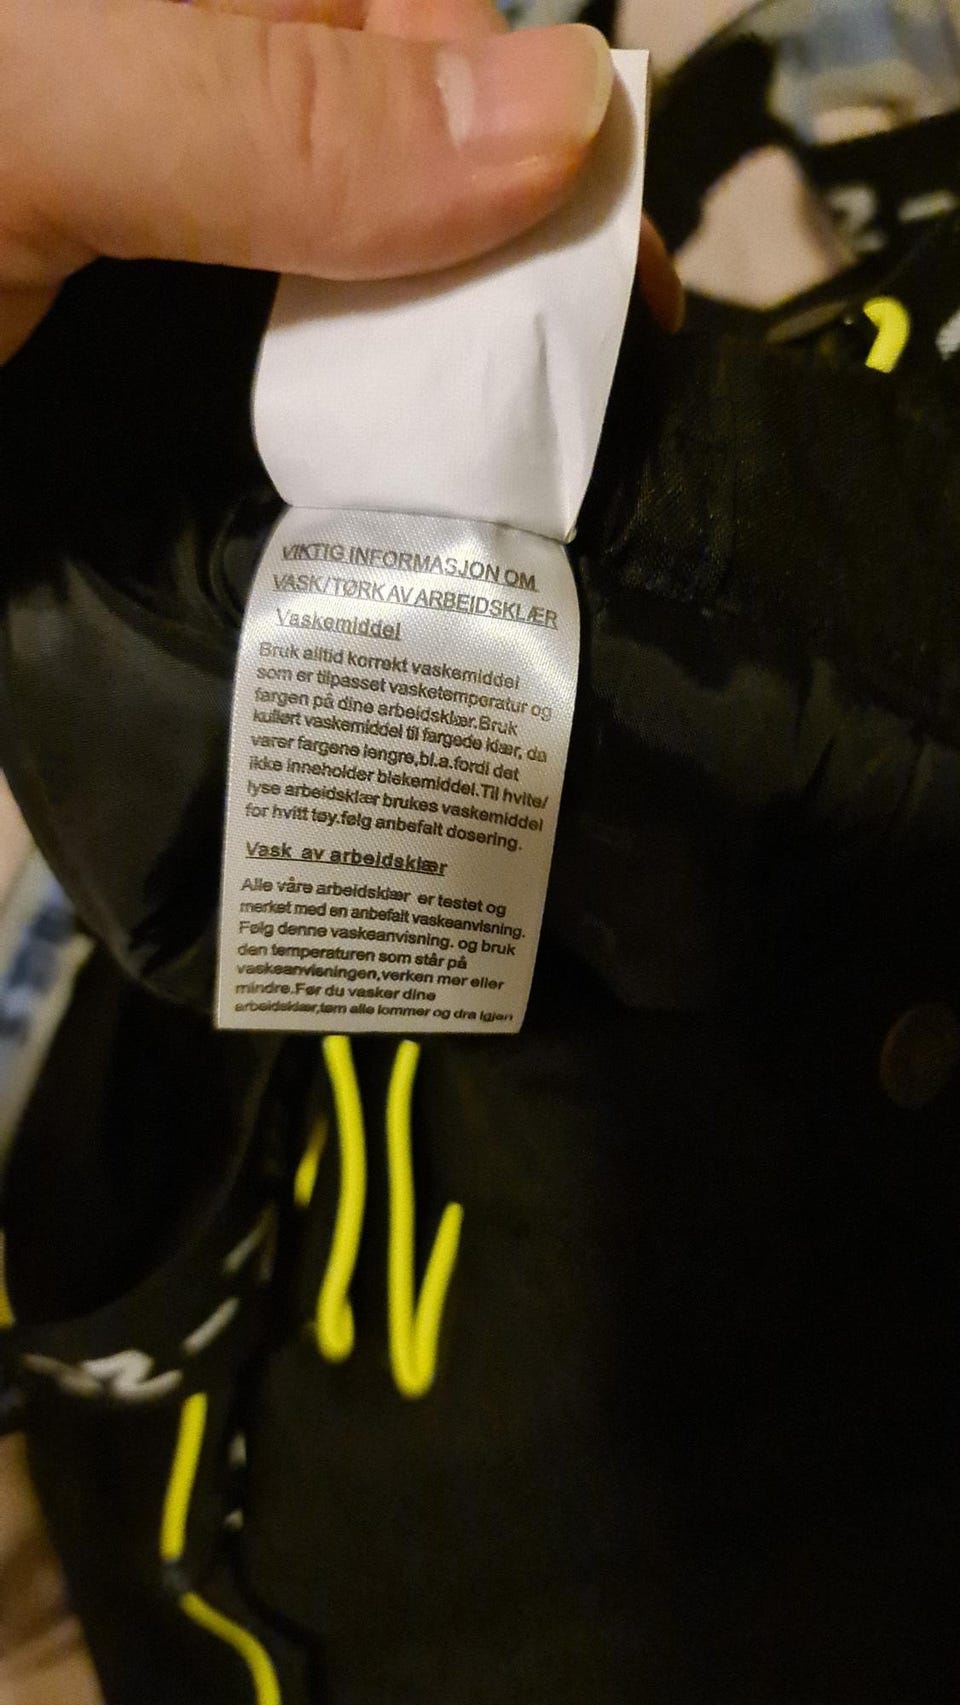 VIKTIG INFORMASJON OM
VASK/TØRK AV ARBEIDSKLÆR
Vaskemiddel
Bruk alltid korrekt vaskemiddel
som er tilpasset vasketemperatur og
fargen på dine arbeidsklær.Bruk
kulørt vaskemiddel til fargede klær, da
varer fargene lengre,bl.a.fordi det
ikke inneholder blekemiddel.Til hvite/
lyse arbeidsklær brukes vaskemiddel
for hvitt tøy.følg anbefalt dosering.
Vask av arbeidsklær
Alle våre arbeidsklær er testet og
merket med en anbefalt vaskeanvisning.
Følg denne vaskeanvisning. og bruk
den temperaturen som står på
vaskeanvisningen,verken mer eller
mindre.Før du vasker dine
arbeidsklær,tøm alle lommer og dra igjen